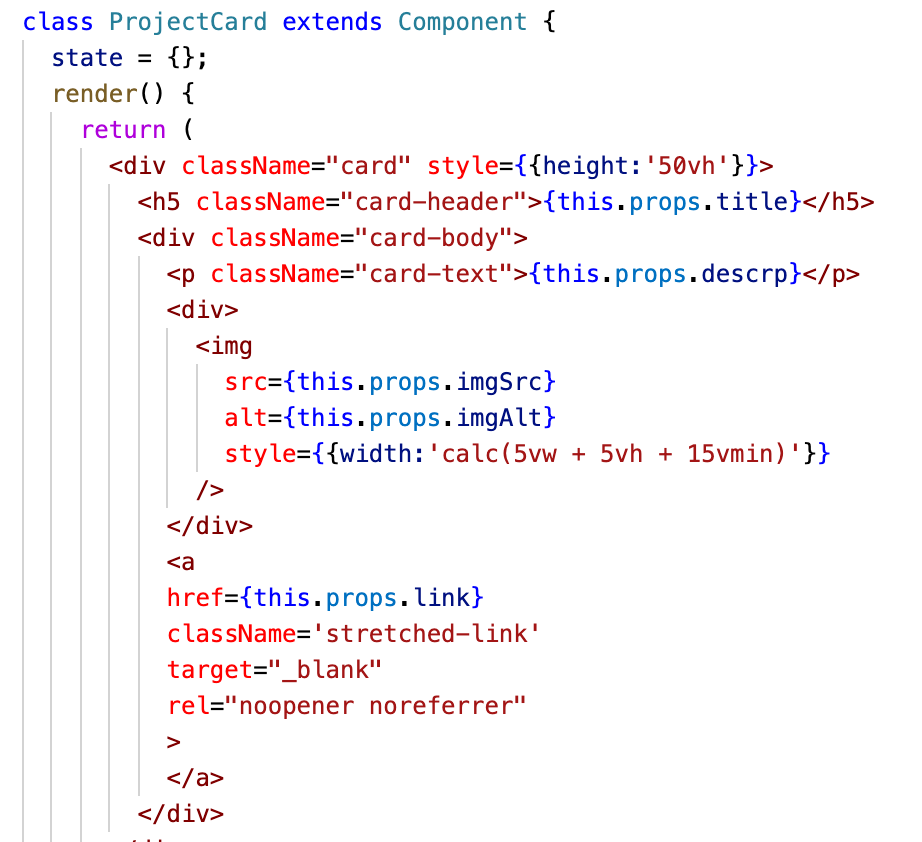 class ProjectCard extends Component {
state = {};
render() {
return (
<div className="card" style={{height:'50vh'}}>
<h5 className="card-header">{this.props.title}</h5>
<div className="card-body">
<p className="card-text">{this.props.descrp}</p>
<div>
<img
src={this.props.imgSrc}
alt={this.props.imgAlt}
style={{width:'calc(5vw + 5vh + 15vmin)'}}
/>
</div>
<a
href={this.props.link}
className='stretched-link'
target="_blank"
rel="noopener noreferrer"
>
</a>
</div>